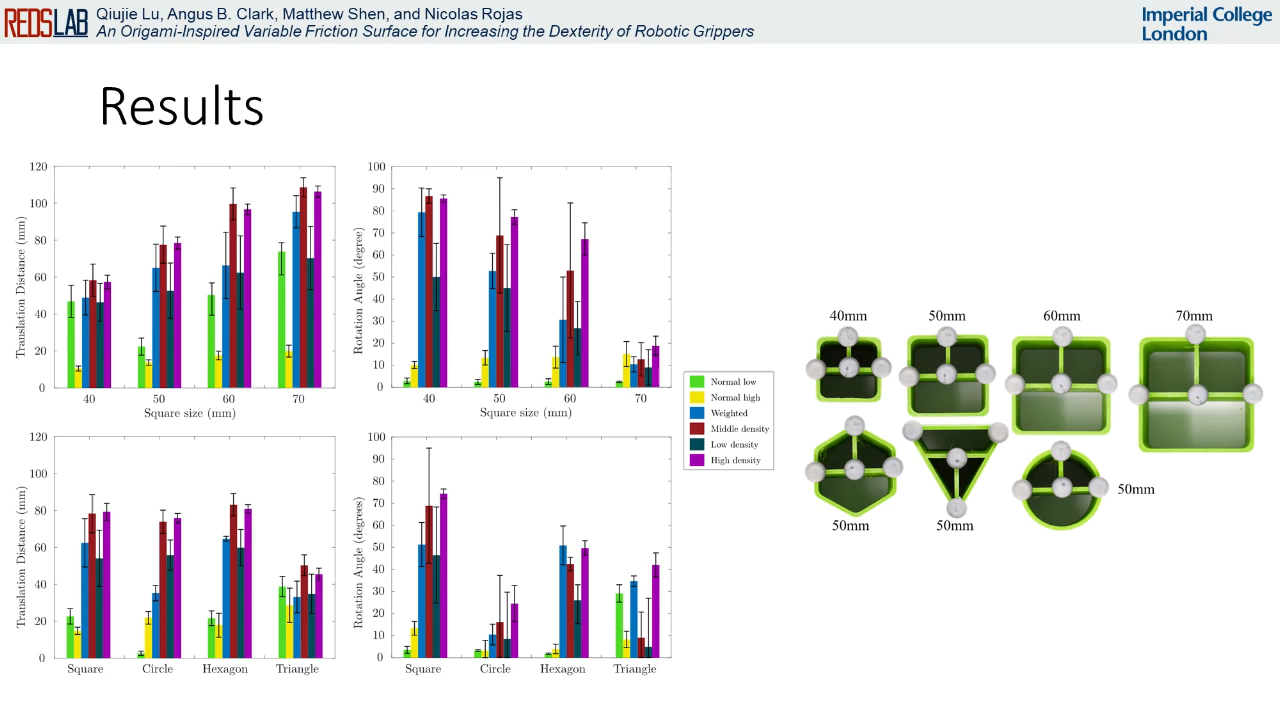 REDSLAB
Qiujie Lu, Angus B. Clark, Matthew Shen, and Nicolas Rojas
An Origami-Inspired Variable Friction Surface for Increasing the Dexterity of Robotic Grippers
Imperial College
London
Results
120
100
80
60
40
20
0
Translation Distance (mm)
40 50 60 70
Square size (mm)
100
90
80
70
60
50
40
30
20
10
0
Rotation Angle (degree)
40 50 60 70
Square size (mm)
Normal low
Normal high
Weighted
Middle density
Low density
High density
120
100
80
60
40
20
0
Translation Distance (mm)
Square Circle Hexagon Triangle
100
90
80
70
60
50
40
30
20
10
0
Rotation Angle (degrees)
Square Circle Hexagon Triangle
40mm 50mm 60mm 70mm
50mm
50mm 50mm